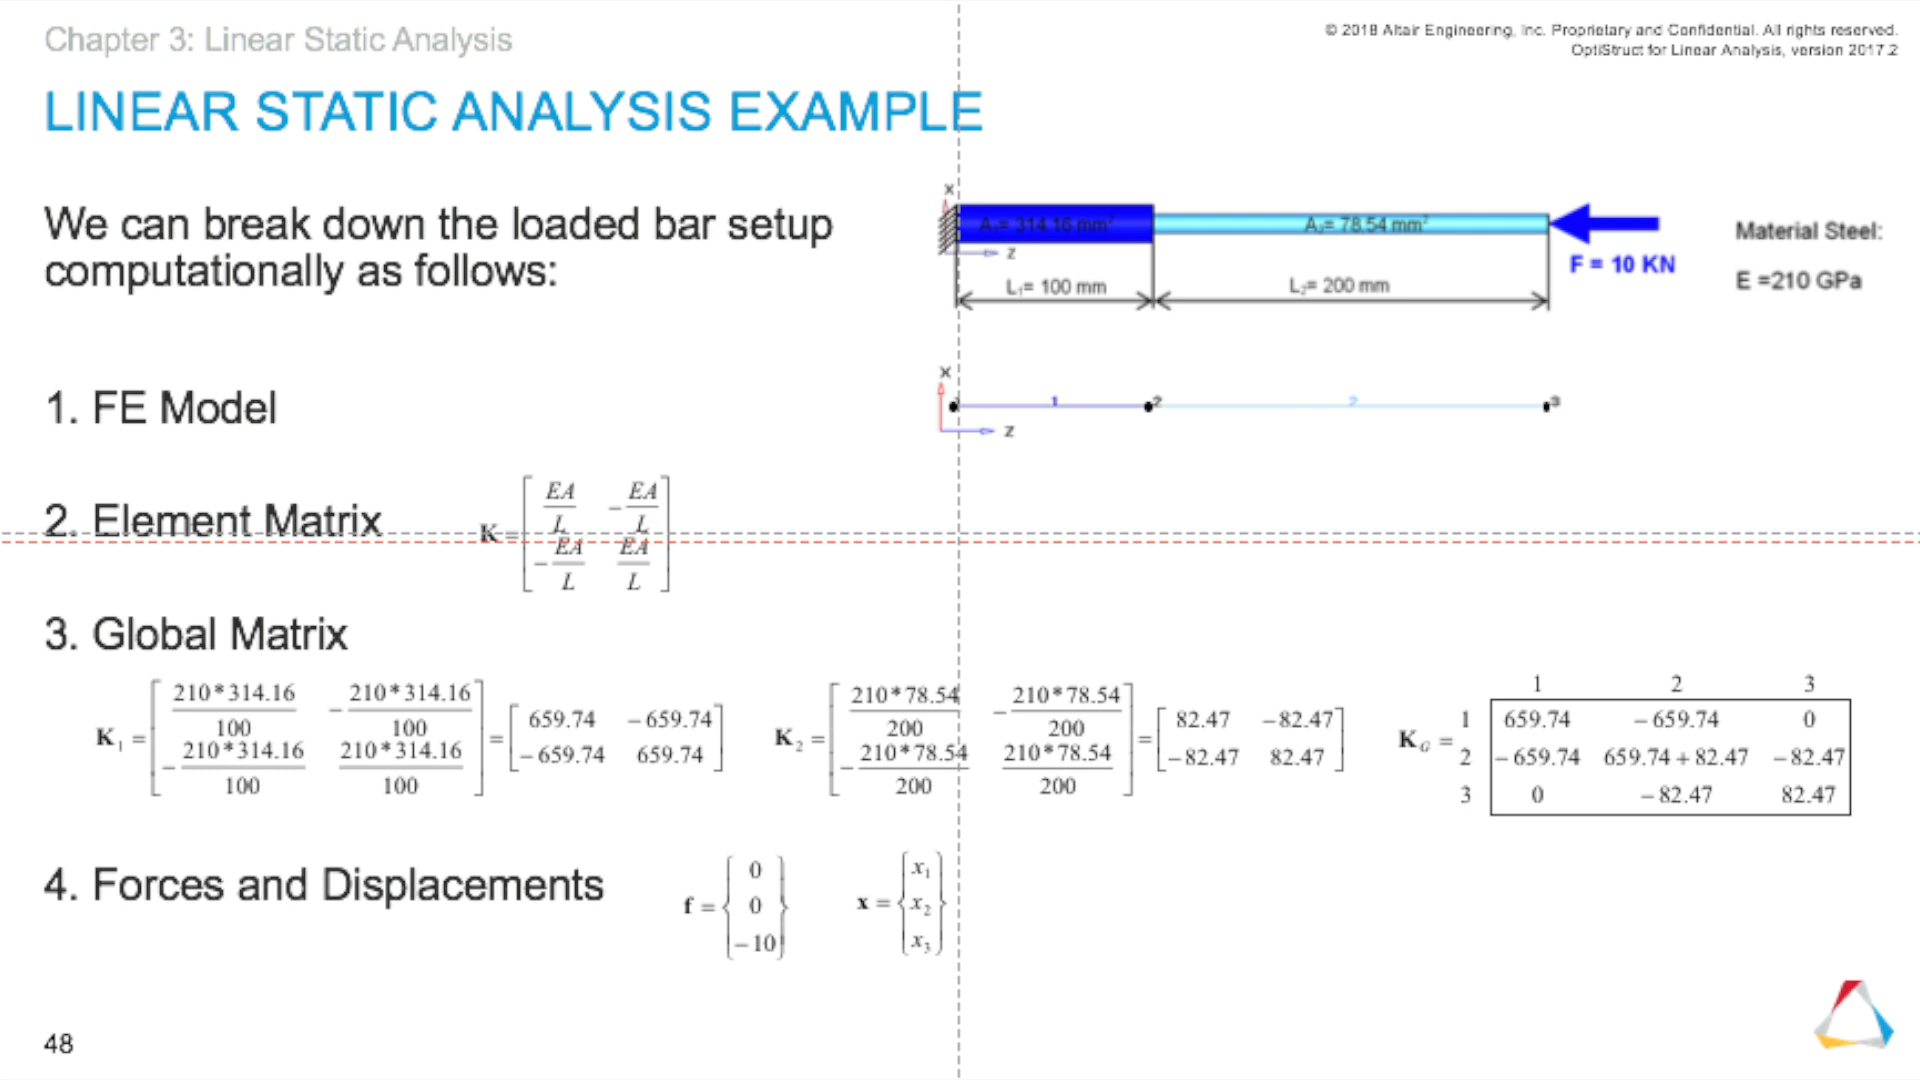 Chapter 3: Linear Static Analysis
© 2018 Altair Engineering, Inc. Proprietary and Confidential. All rights reserved.
OptiStruct for Linear Analysis, version 2017.2
LINEAR STATIC ANALYSIS EXAMPLE
We can break down the loaded bar setup
computationally as follows:
X
A₁= 314.16 mm²
A₂= 78.54 mm²
Z
L₁= 100 mm
L₂= 200 mm
F = 10 KN
Material Steel:
E =210 GPa
1. FE Model
X
1
2
2
3
Z
2. Element Matrix
K =
EA/L -EA/L
-EA/L EA/L
3. Global Matrix
K₁ =
210*314.16/100 -210*314.16/100
-210*314.16/100 210*314.16/100
=
659.74 -659.74
-659.74 659.74
K₂ =
210*78.54/200 -210*78.54/200
-210*78.54/200 210*78.54/200
=
82.47 -82.47
-82.47 82.47
K_G =
1 2 3
1 659.74 -659.74 0
2 -659.74 659.74+82.47 -82.47
3 0 -82.47 82.47
4. Forces and Displacements
f =
0
0
-10
x =
x₁
x₂
x₃
48